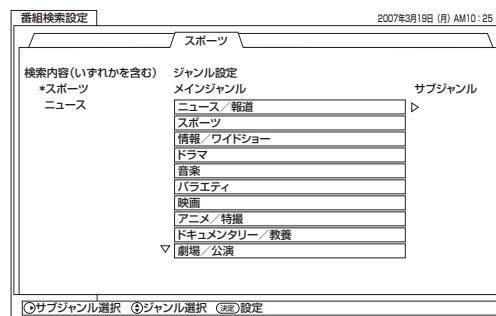 番組検索設定 2007年3月19日(月) AM10:25
スポーツ
検索内容(いずれかを含む) ジャンル設定
*スポーツ メインジャンル サブジャンル
ニュース ニュース/報道 ▷
スポーツ
情報/ワイドショー
ドラマ
音楽
バラエティ
映画
アニメ/特撮
ドキュメンタリー/教養
▽ 劇場/公演
サブジャンル選択 ジャンル選択 決定 設定